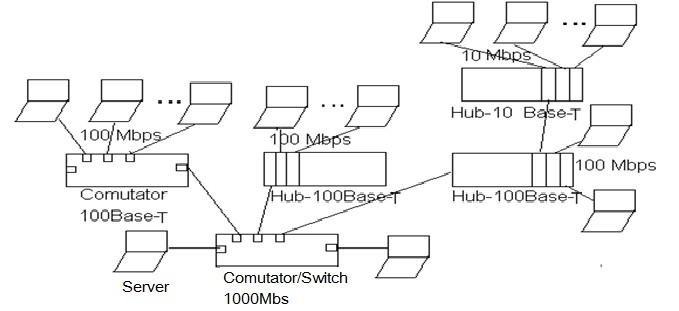 10 Mbps
Hub-10 Base-T
100 Mbps
100 Mbps
100 Mbps
Comutator
100Base-T
Hub-100Base-T
Hub-100Base-T
Server
Comutator/Switch
1000Mbs